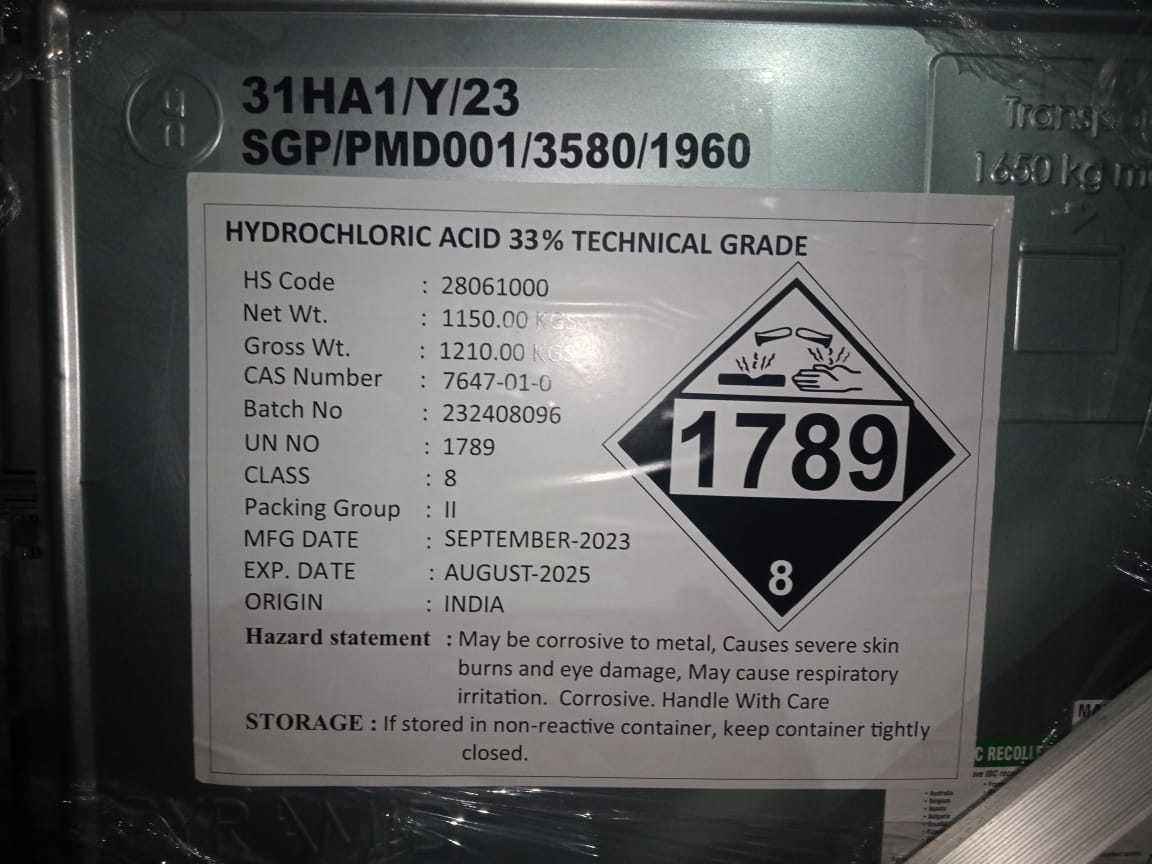 31HA1/Y/23
SGP/PMD001/3580/1960
1650 kg
HYDROCHLORIC ACID 33% TECHNICAL GRADE
HS Code : 28061000
Net Wt. : 1150.00 KGS
Gross Wt. : 1210.00 KGS
CAS Number : 7647-01-0
Batch No : 232408096
UN NO : 1789
CLASS : 8
Packing Group : II
MFG DATE : SEPTEMBER-2023
EXP. DATE : AUGUST-2025
ORIGIN : INDIA
1789
8
Hazard statement : May be corrosive to metal, Causes severe skin
burns and eye damage, May cause respiratory
irritation. Corrosive. Handle With Care
STORAGE : If stored in non-reactive container, keep container tightly
closed.